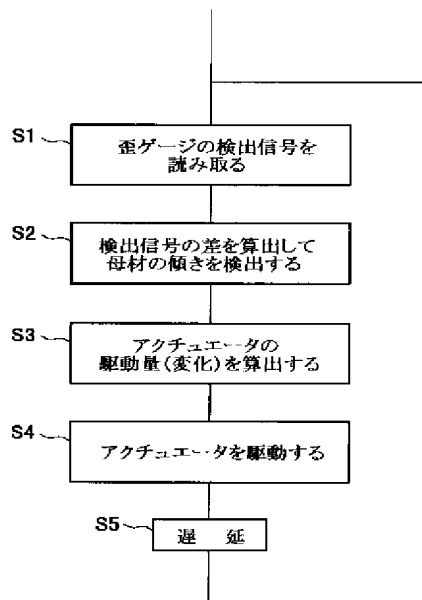 S1
歪ゲージの検出信号を
読み取る
S2
検出信号の差を算出して
母材の傾きを検出する
S3
アクチュエータの
駆動量(変化)を算出する
S4
アクチュエータを駆動する
S5
遅 延